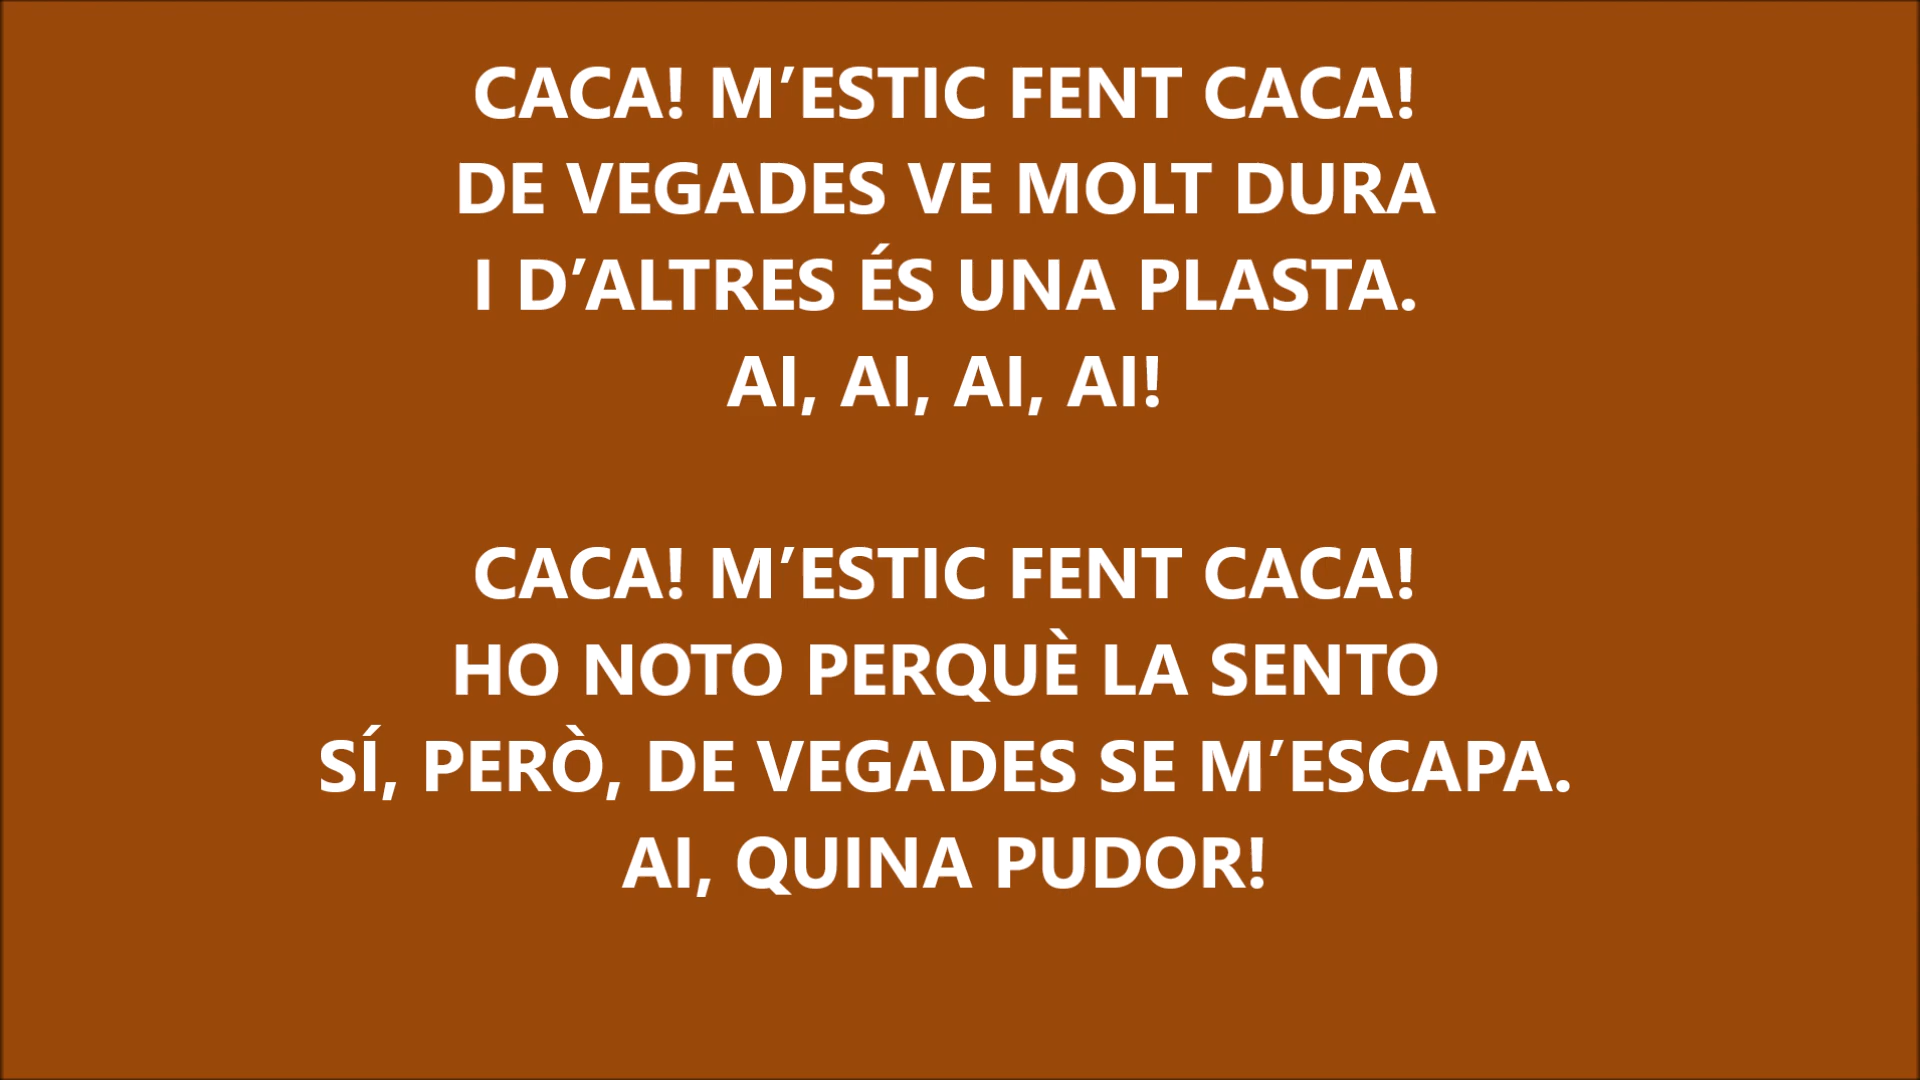 CACA! M’ESTIC FENT CACA!
DE VEGADES VE MOLT DURA
I D’ALTRES ÉS UNA PLASTA.
AI, AI, AI, AI!
CACA! M’ESTIC FENT CACA!
HO NOTO PERQUÈ LA SENTO
SÍ, PERÒ, DE VEGADES SE M’ESCAPA.
AI, QUINA PUDOR!